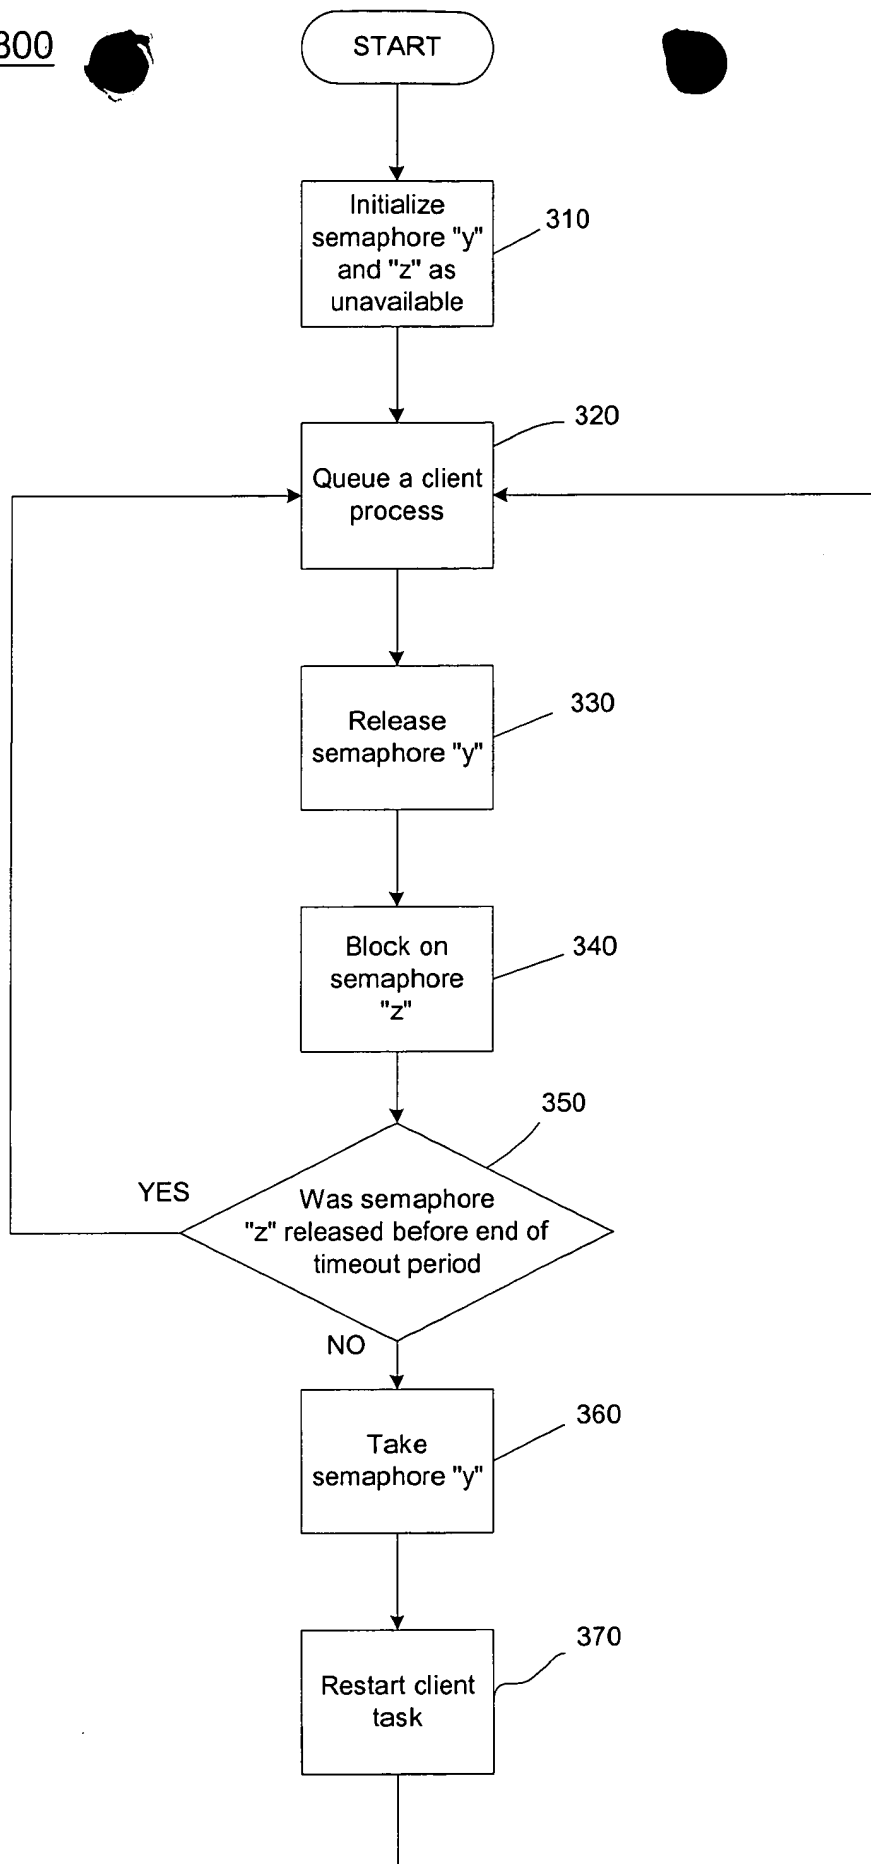 300
START
Initialize
semaphore "y"
and "z" as
unavailable
310
320
Queue a client
process
330
Release
semaphore "y"
340
Block on
semaphore
"z"
350
YES
Was semaphore
"z" released before end of
timeout period
NO
360
Take
semaphore "y"
370
Restart client
task